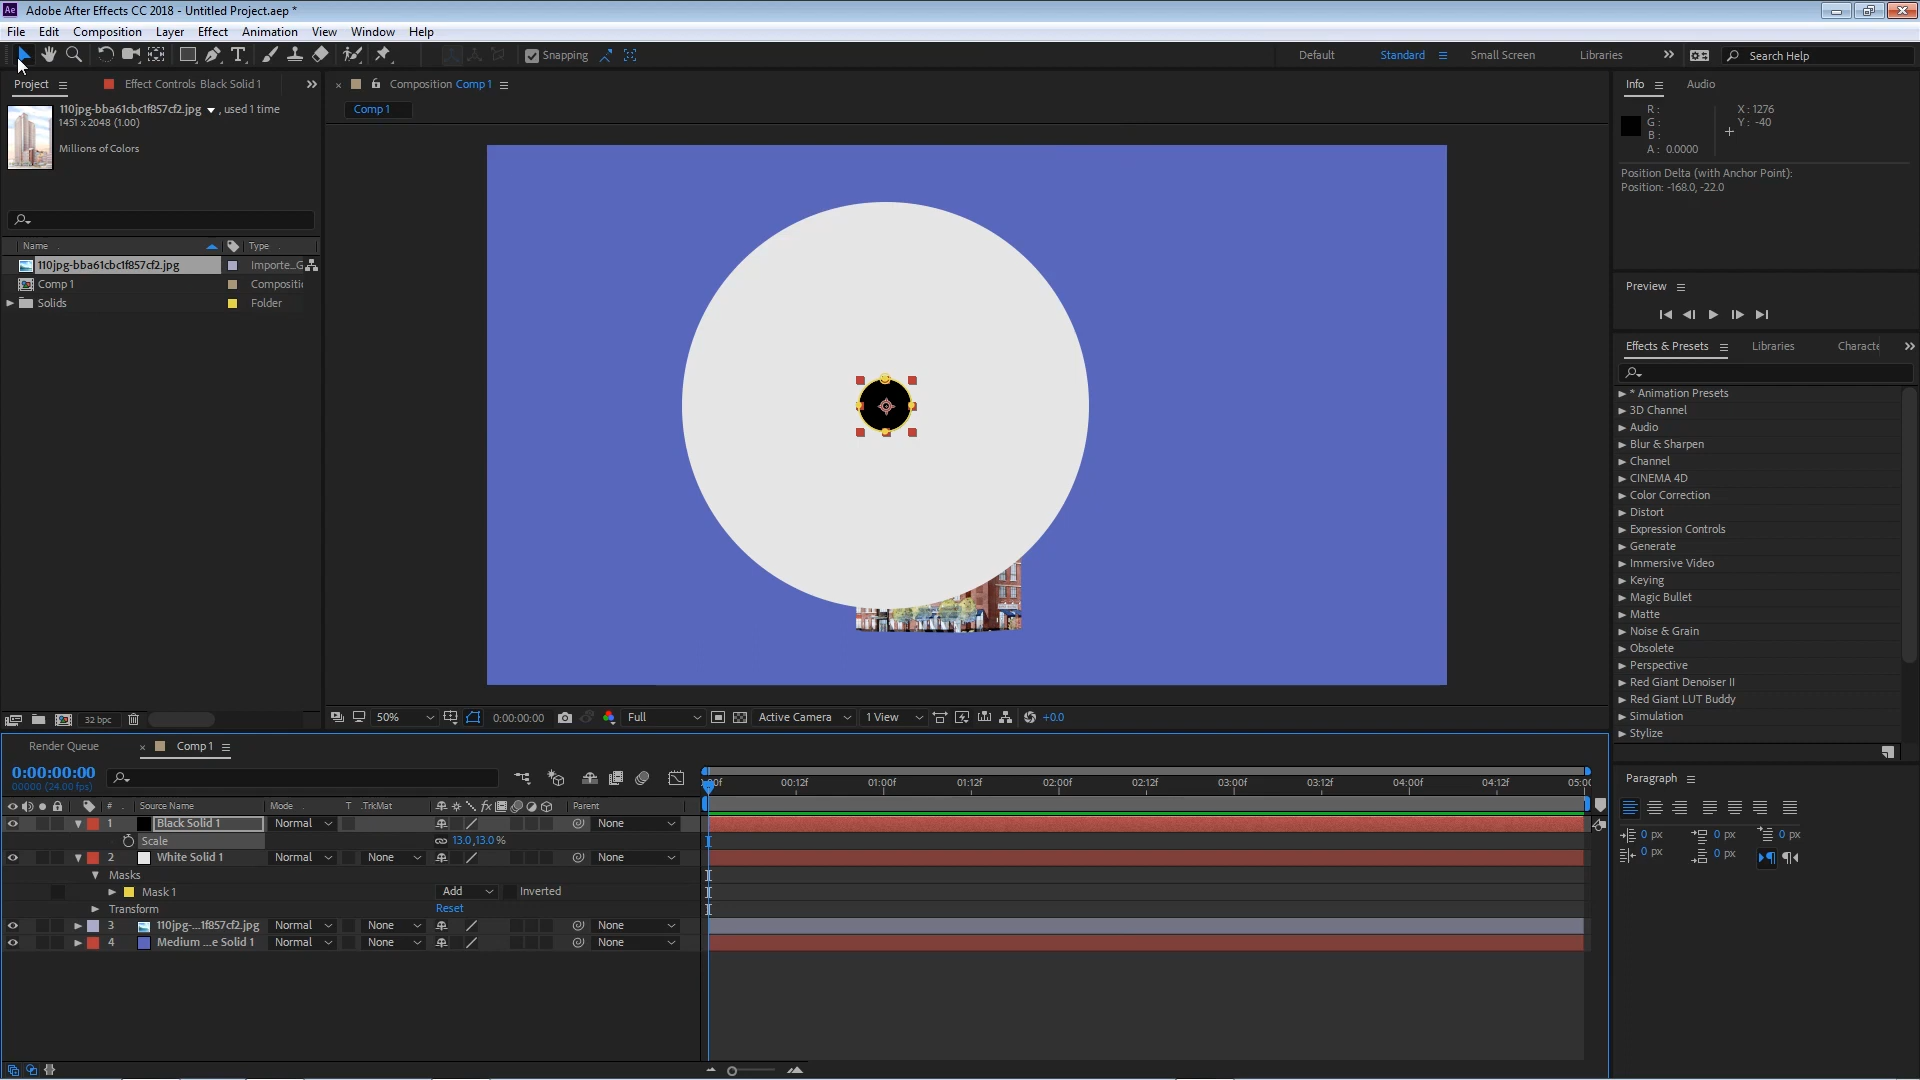 Ae Adobe After Effects CC 2018 - Untitled Project.aep *
File Edit Composition Layer Effect Animation View Window Help
Snapping Default Standard Small Screen Libraries Search Help
Project Effect Controls Black Solid 1
110jpg-bba61cbc1f857cf2.jpg , used 1 time
1451 x 2048 (1.00)
Millions of Colors
Name Type
110jpg-bba61cbc1f857cf2.jpg Importe...G
Comp 1 Compositi
Solids Folder
32 bpc
Composition Comp 1
Comp 1
50% 0:00:00:00 Full Active Camera 1 View +0.0
Info Audio
R :
G :
B :
A : 0.0000
X : 1276
Y : -40
Position Delta (with Anchor Point):
Position: -168.0, -22.0
Preview
Effects & Presets Libraries Characte
* Animation Presets
3D Channel
Audio
Blur & Sharpen
Channel
CINEMA 4D
Color Correction
Distort
Expression Controls
Generate
Immersive Video
Keying
Magic Bullet
Matte
Noise & Grain
Obsolete
Perspective
Red Giant Denoiser II
Red Giant LUT Buddy
Simulation
Stylize
Paragraph
0 px 0 px 0 px
0 px 0 px
Render Queue Comp 1
0:00:00:00
00000 (24.00 fps)
:00f 00:12f 01:00f 01:12f 02:00f 02:12f 03:00f 03:12f 04:00f 04:12f 05:00
# Source Name Mode T .TrkMat fx Parent
1 Black Solid 1 Normal None
Scale 13.0,13.0 %
2 White Solid 1 Normal None None
Masks
Mask 1 Add Inverted
Transform Reset
3 110jpg-...1f857cf2.jpg Normal None None
4 Medium ...e Solid 1 Normal None None